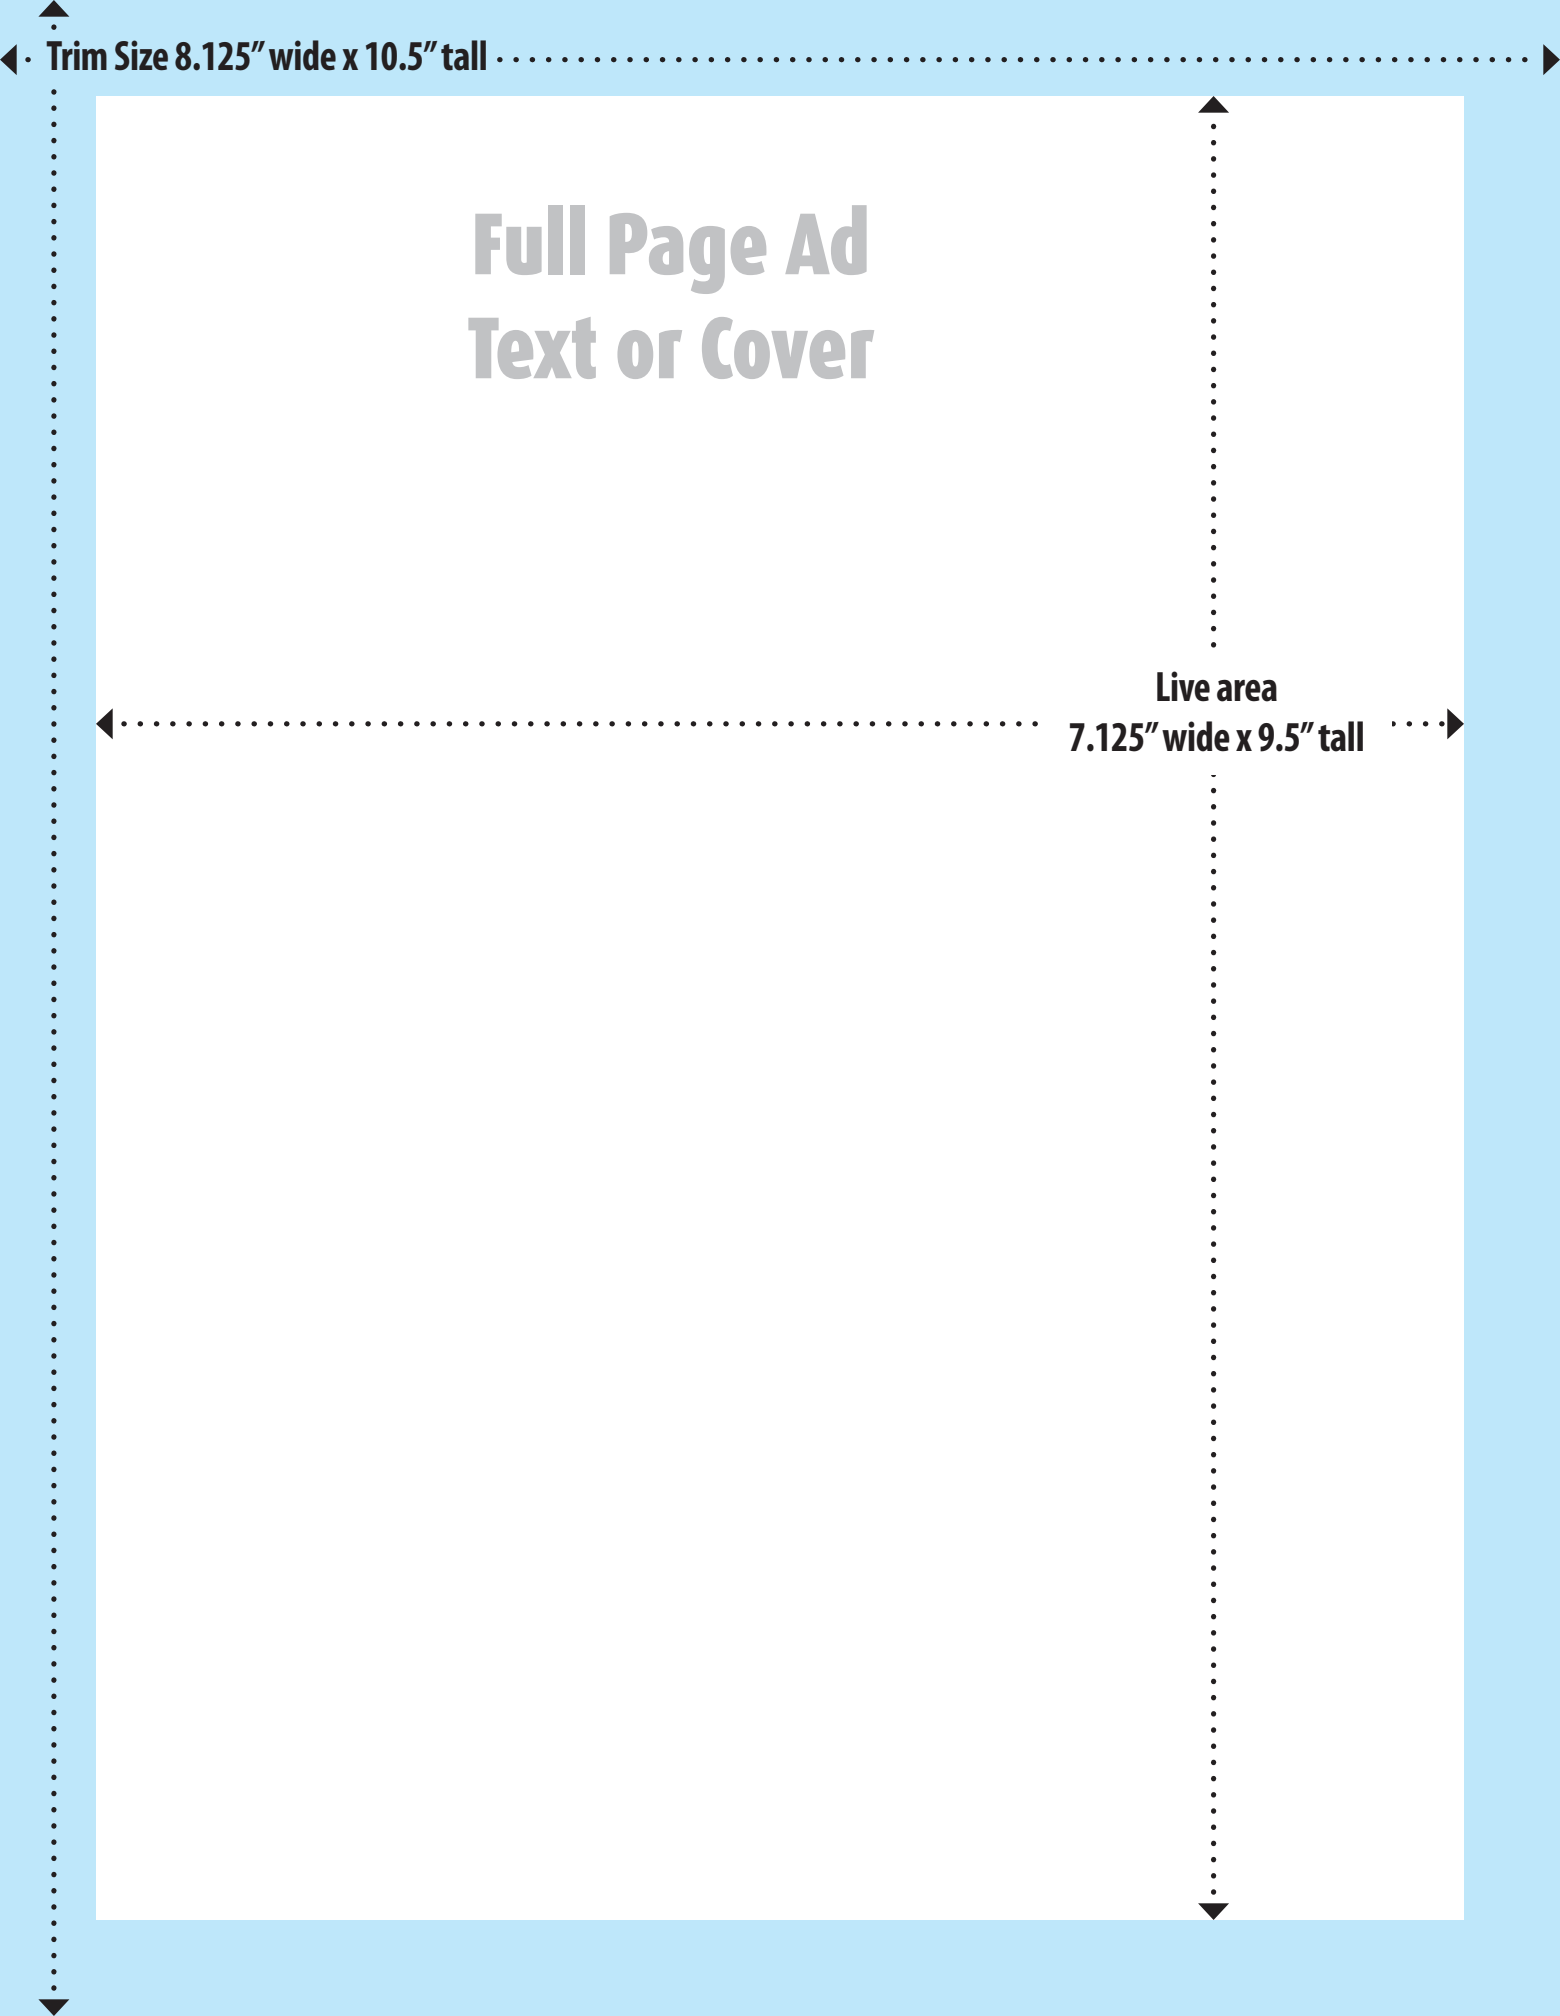 Trim Size 8.125” wide x 10.5” tall
Full Page Ad
Text or Cover
Live area
7.125” wide x 9.5” tall